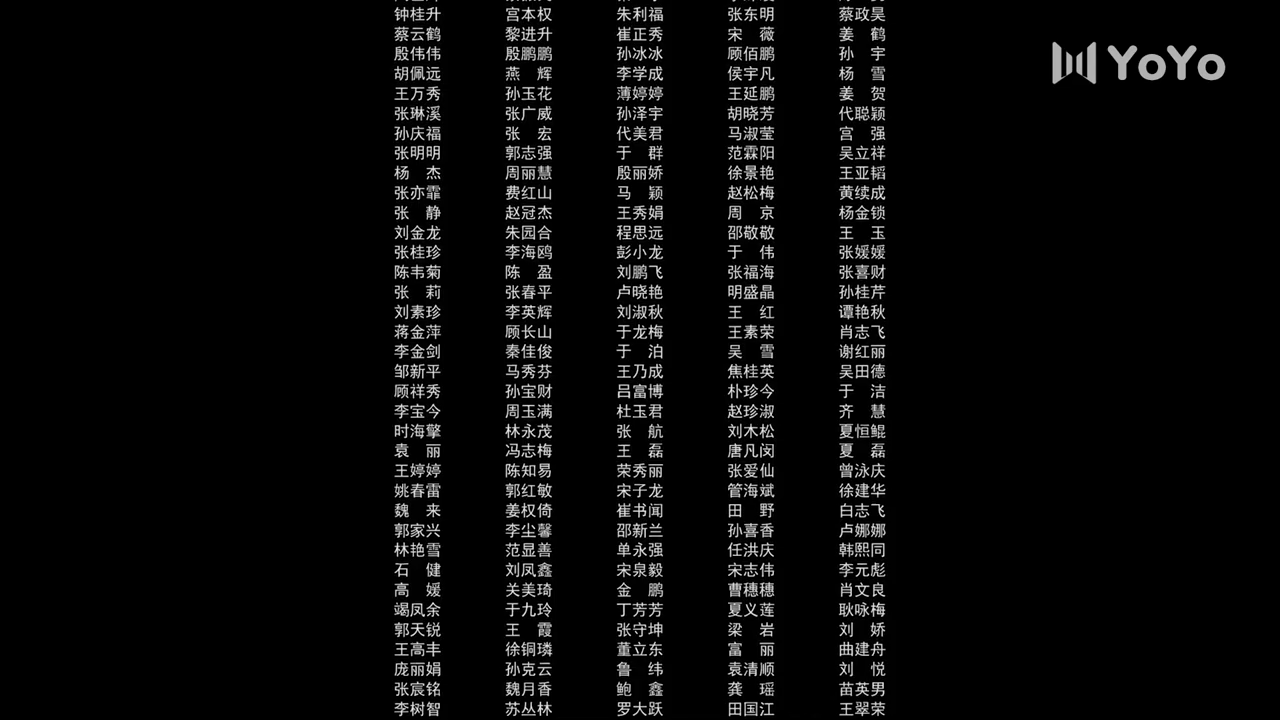 钟桂升 宫本权 朱利福 张东明 蔡政昊
蔡云鹤 黎进升 崔正秀 宋 薇 姜 鹤
YoYo
殷伟伟 殷鹏鹏 孙冰冰 顾佰鹏 孙 宇
胡佩远 燕 辉 李学成 侯宇凡 杨 雪
王万秀 孙玉花 薄婷婷 王延鹏 姜 贺
张琳溪 张广威 孙泽宇 胡晓芳 代聪颖
孙庆福 张 宏 代美君 马淑莹 宫 强
张明明 郭志强 于 群 范霖阳 吴立祥
杨 杰 周丽慧 殷丽娇 徐景艳 王亚韬
张亦霏 费红山 马 颖 赵松梅 黄续成
张 静 赵冠杰 王秀娟 周 京 杨金锁
刘金龙 朱园合 程思远 邵敬敬 王 玉
张桂珍 李海鸥 彭小龙 于 伟 张媛媛
陈韦菊 陈 盈 刘鹏飞 张福海 张喜财
张 莉 张春平 卢晓艳 明盛晶 孙桂芹
刘素珍 李英辉 刘淑秋 王 红 谭艳秋
蒋金萍 顾长山 于龙梅 王素荣 肖志飞
李金剑 秦佳俊 于 泊 吴 雪 谢红丽
邹新平 马秀芬 王乃成 焦桂英 吴田德
顾祥秀 孙宝财 吕富博 朴珍今 于 洁
李宝今 周玉满 杜玉君 赵珍淑 齐 慧
时海擎 林永茂 张 航 刘木松 夏恒鲲
袁 丽 冯志梅 王 磊 唐凡闵 夏 磊
王婷婷 陈知易 荣秀丽 张爱仙 曾泳庆
姚春雷 郭红敏 宋子龙 管海斌 徐建华
魏 来 姜权倚 崔书闻 田 野 白志飞
郭家兴 李尘馨 邵新兰 孙喜香 卢娜娜
林艳雪 范显善 单永强 任洪庆 韩熙同
石 健 刘凤鑫 宋泉毅 宋志伟 李元彪
高 媛 关美琦 金 鹏 曹穗穗 肖文良
竭凤余 于九玲 丁芳芳 夏义莲 耿咏梅
郭天锐 王 霞 张守坤 梁 岩 刘 娇
王高丰 徐铜璘 董立东 富 丽 曲建舟
庞丽娟 孙克云 鲁 纬 袁清顺 刘 悦
张宸铭 魏月香 鲍 鑫 龚 瑶 苗英男
李树智 苏丛林 罗大跃 田国江 王翠荣